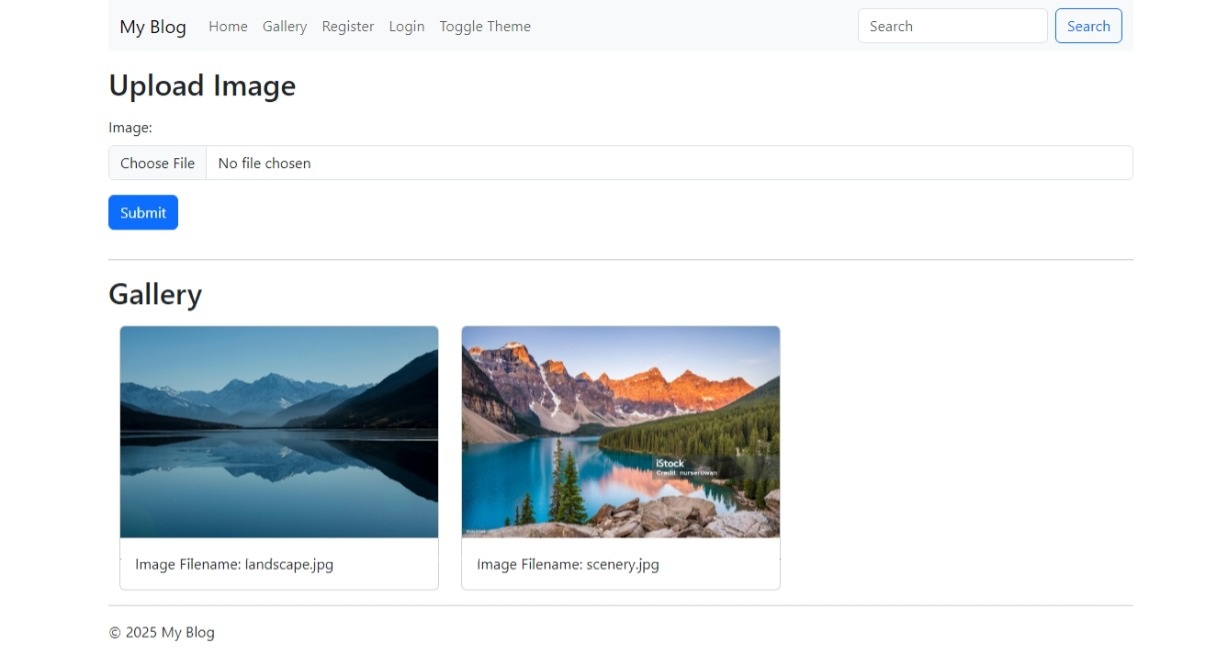 My Blog Home Gallery Register Login Toggle Theme Search Search
Upload Image
Image:
Choose File No file chosen
Submit
Gallery
iStock
Credit: nurserowan
Image Filename: landscape.jpg Image Filename: scenery.jpg
© 2025 My Blog